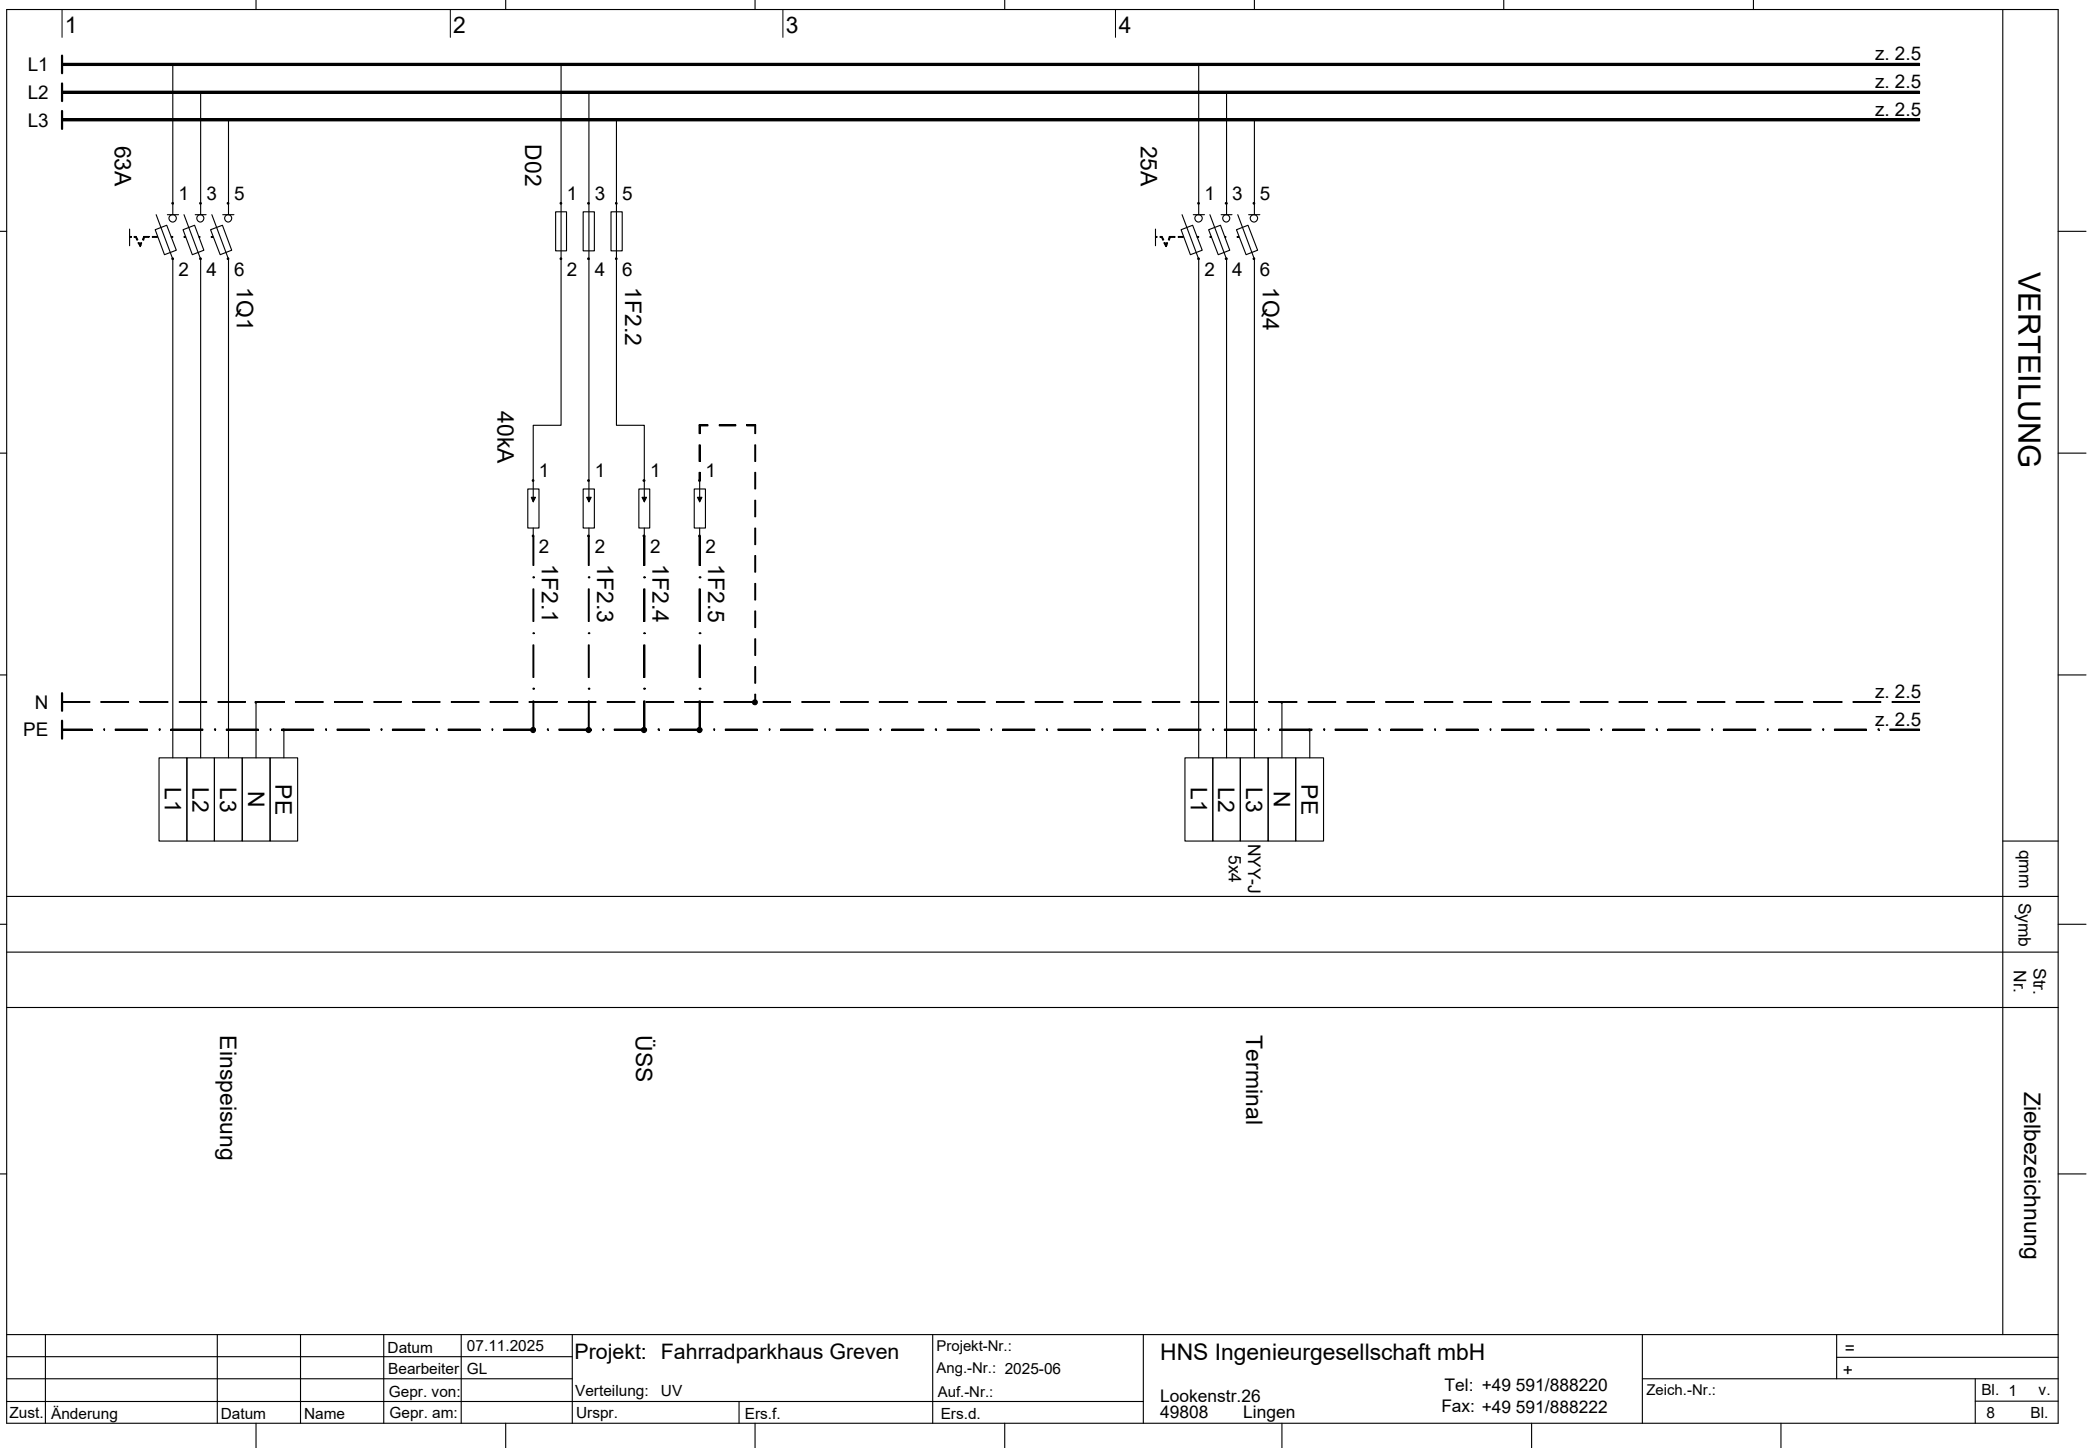 1 2 3 4
L1 z. 2.5
L2 z. 2.5
L3 z. 2.5
63A
1 3 5
2 4 6
1Q1
D02
1 3 5
2 4 6
1F2.2
25A
1 3 5
2 4 6
1Q4
40kA
1 1 1 1
2 2 2 2
1F2.1
1F2.3
1F2.4
1F2.5
N z. 2.5
PE z. 2.5
L1 L2 L3 N PE
L1 L2 L3 N PE
NYY-J
5x4
VERTEILUNG
qmm
Symb
Str.
Nr.
Zielbezeichnung
Einspeisung
ÜSS
Terminal
Datum 07.11.2025
Bearbeiter GL
Gepr. von:
Zust. Änderung Datum Name Gepr. am:
Projekt: Fahrradparkhaus Greven
Verteilung: UV
Urspr. Ers.f. Ers.d.
Projekt-Nr.:
Ang.-Nr.: 2025-06
Auf.-Nr.:
HNS Ingenieurgesellschaft mbH
Lookenstr.26
49808 Lingen
Tel: +49 591/888220
Fax: +49 591/888222
Zeich.-Nr.:
=
+
Bl. 1 v.
8 Bl.